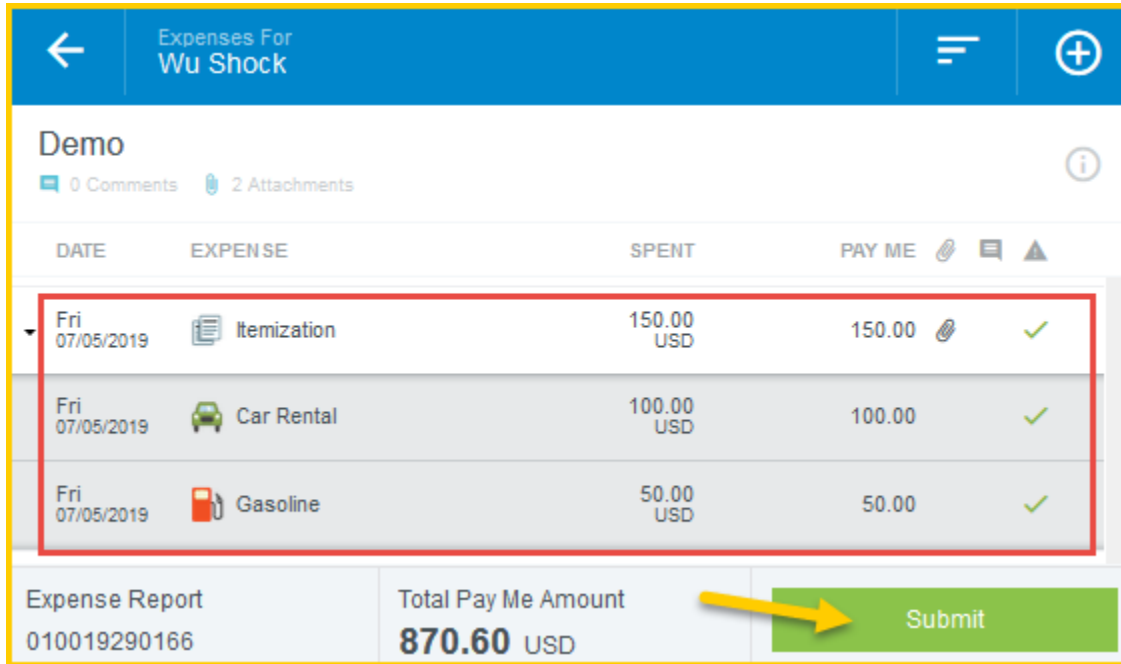 Expenses For
Wu Shock
Demo
0 Comments 2 Attachments
DATE EXPENSE SPENT PAY ME
Fri
07/05/2019
Itemization
150.00
USD
150.00
Fri
07/05/2019
Car Rental
100.00
USD
100.00
Fri
07/05/2019
Gasoline
50.00
USD
50.00
Expense Report
010019290166
Total Pay Me Amount
870.60 USD
Submit